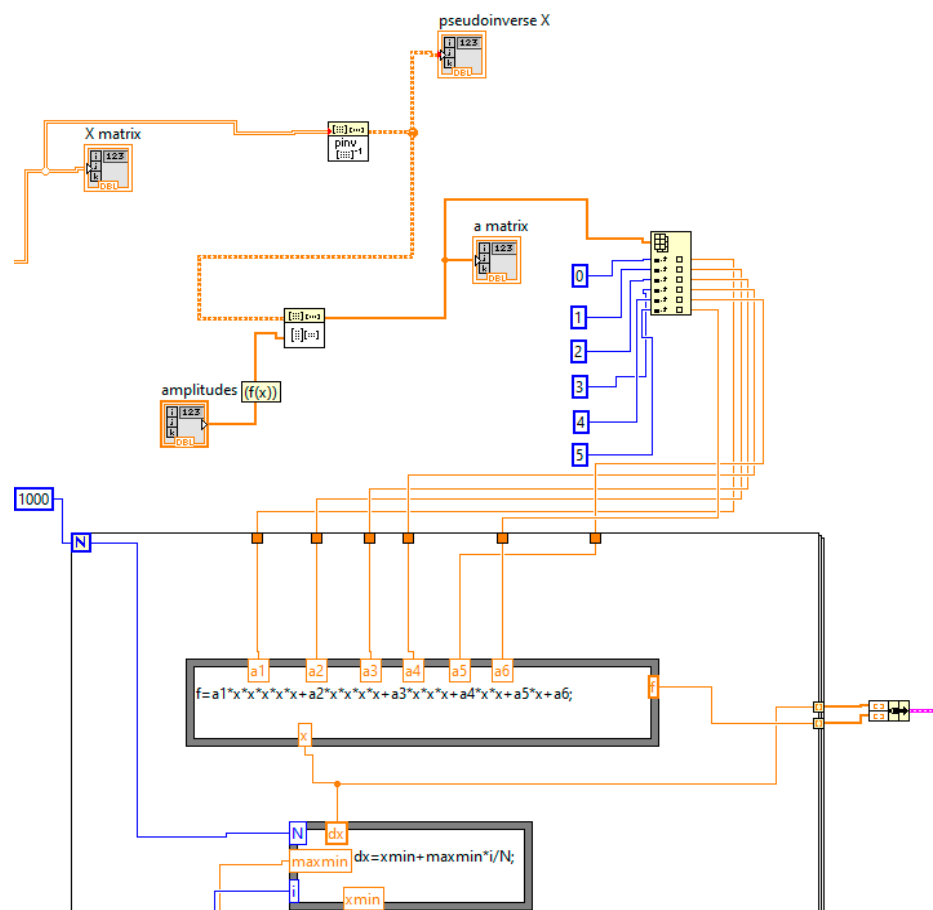 pseudoinverse X
123
i
j
k
DBL
X matrix
123
i
j
k
DBL
pinv
-1
a matrix
123
i
j
k
DBL
0
1
2
3
4
5
amplitudes (f(x))
123
i
j
k
DBL
1000
N
a1 a2 a3 a4 a5 a6
f=a1*x*x*x*x*x+a2*x*x*x*x+a3*x*x*x+a4*x*x+a5*x+a6;
f
x
N dx
maxmin dx=xmin+maxmin*i/N;
i
xmin